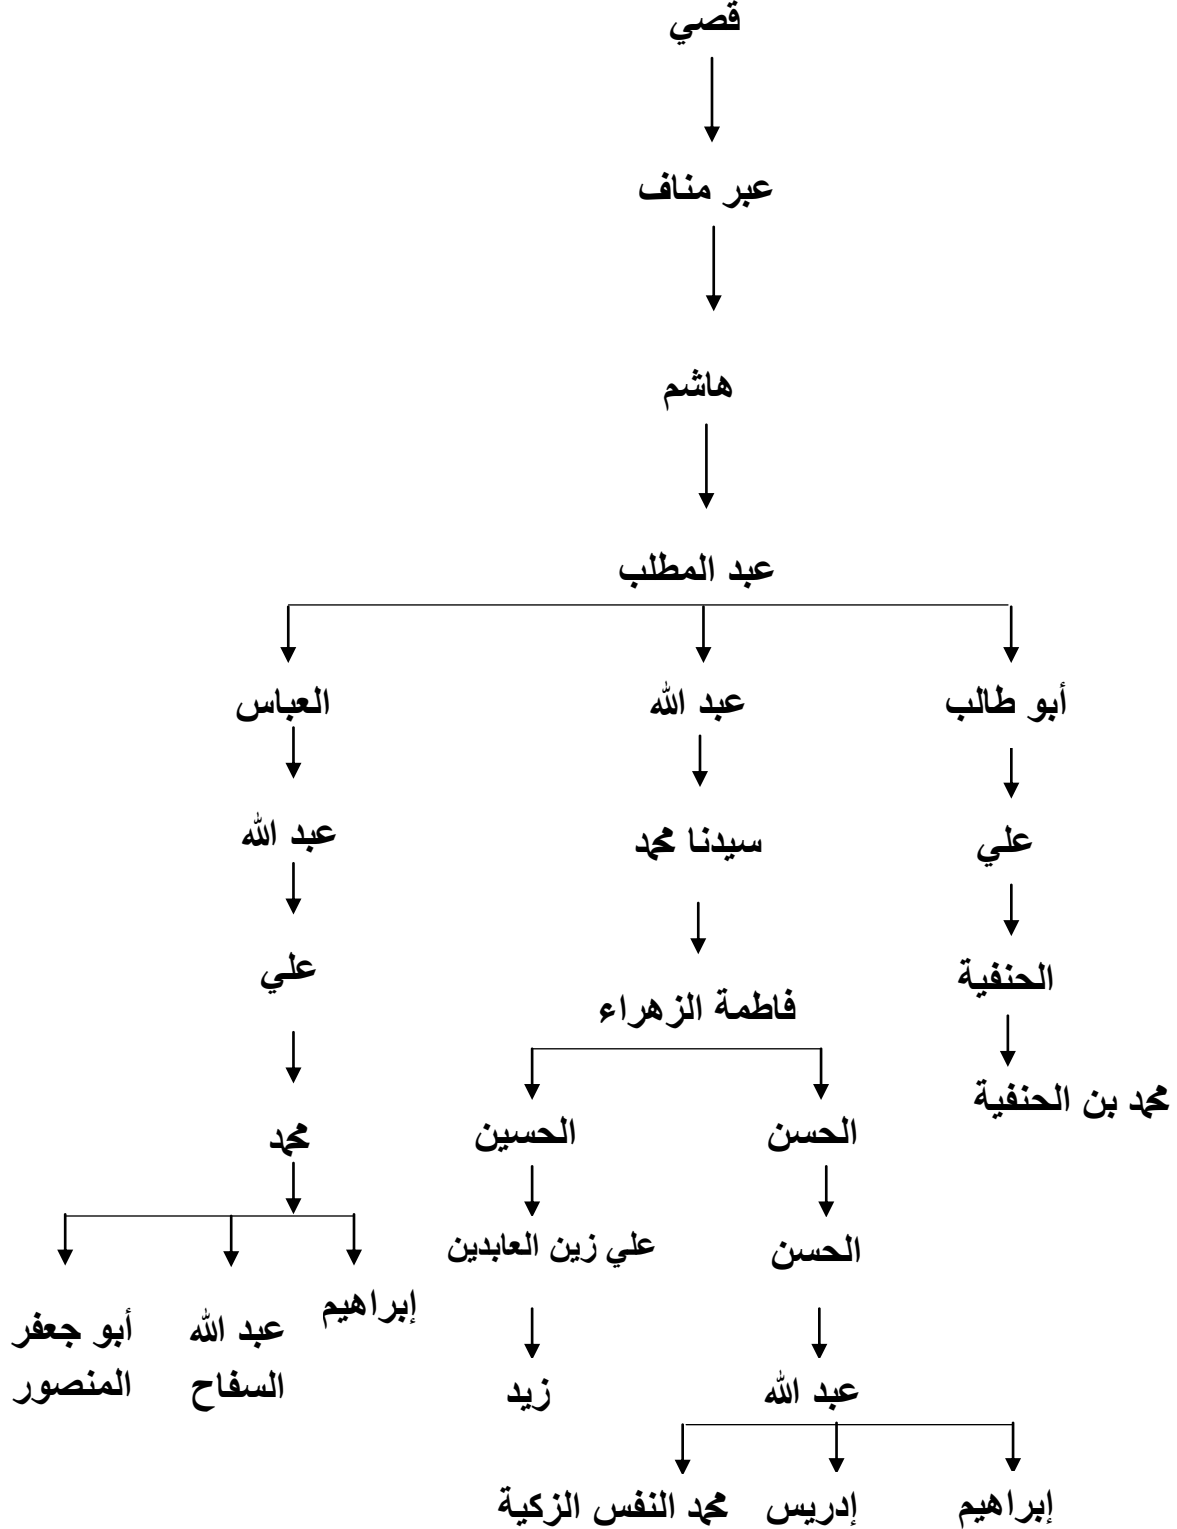 قصي
عبر مناف
هاشم
عبد المطلب
أبو طالب
عبد الله
العباس
علي
سيدنا محمد
عبد الله
الحنفية
فاطمة الزهراء
علي
محمد بن الحنفية
الحسن
الحسين
محمد
الحسن
علي زين العابدين
إبراهيم
عبد الله
السفاح
أبو جعفر
المنصور
عبد الله
زيد
إبراهيم
إدريس
محمد النفس الزكية